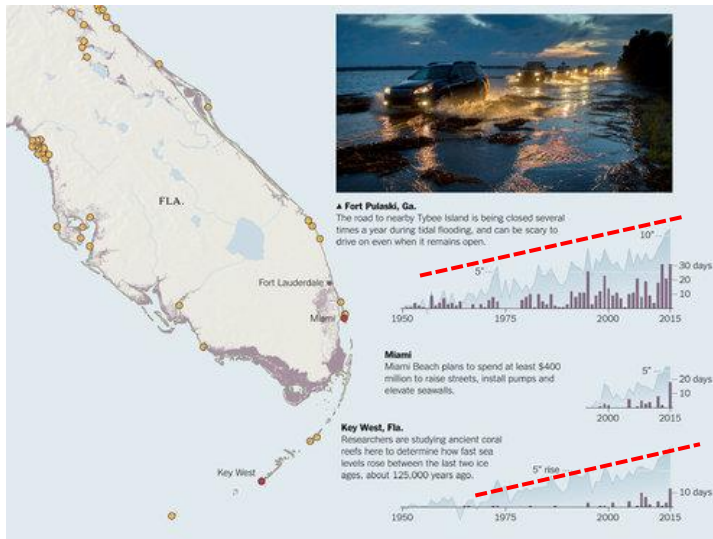 FLA.
Fort Lauderdale
Miami
Key West
▲ Fort Pulaski, Ga.
The road to nearby Tybee Island is being closed several
times a year during tidal flooding, and can be scary to
drive on even when it remains open.
10"
5"
30 days
20
10
1950 1975 2000 2015
Miami
Miami Beach plans to spend at least $400
million to raise streets, install pumps and
elevate seawalls.
5"
20 days
10
2000 2015
Key West, Fla.
Researchers are studying ancient coral
reefs here to determine how fast sea
levels rose between the last two ice
ages, about 125,000 years ago.
5" rise
10 days
1950 1975 2000 2015